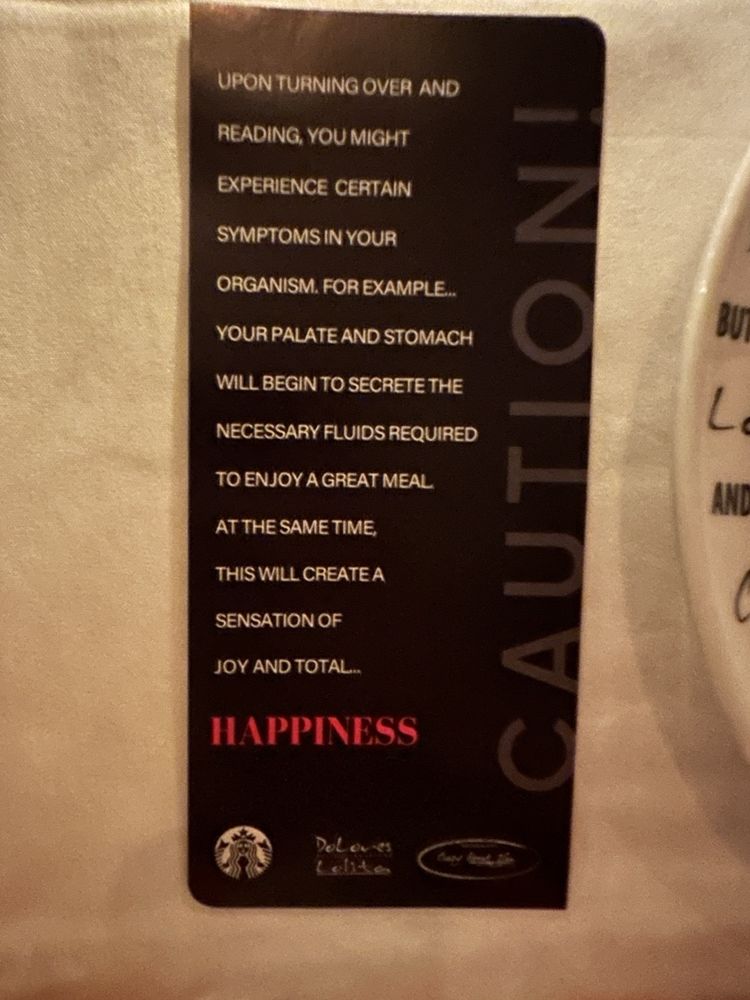 UPON TURNING OVER AND
READING, YOU MIGHT
EXPERIENCE CERTAIN
SYMPTOMS IN YOUR
ORGANISM. FOR EXAMPLE...
YOUR PALATE AND STOMACH
WILL BEGIN TO SECRETE THE
NECESSARY FLUIDS REQUIRED
TO ENJOY A GREAT MEAL.
AT THE SAME TIME,
THIS WILL CREATE A
SENSATION OF
JOY AND TOTAL...
HAPPINESS
CAUTION!
DoLores
Lolita
BUT
AND